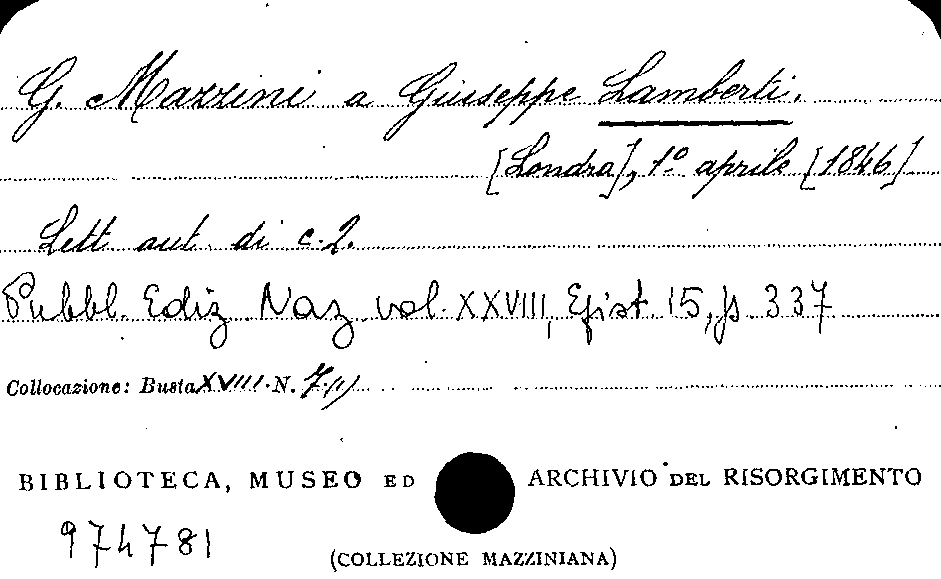 G. Mazzini a Giuseppe Lamberti.
[Londra], 1º aprile [1846]
Lett. aut. di c. 2.
Pubbl. Ediz. Naz. vol. XXVIII, Epist. 15, p. 337
Collocazione: Busta XVIII N. 7 (1)
BIBLIOTECA, MUSEO ED ARCHIVIO DEL RISORGIMENTO
974781
(COLLEZIONE MAZZINIANA)